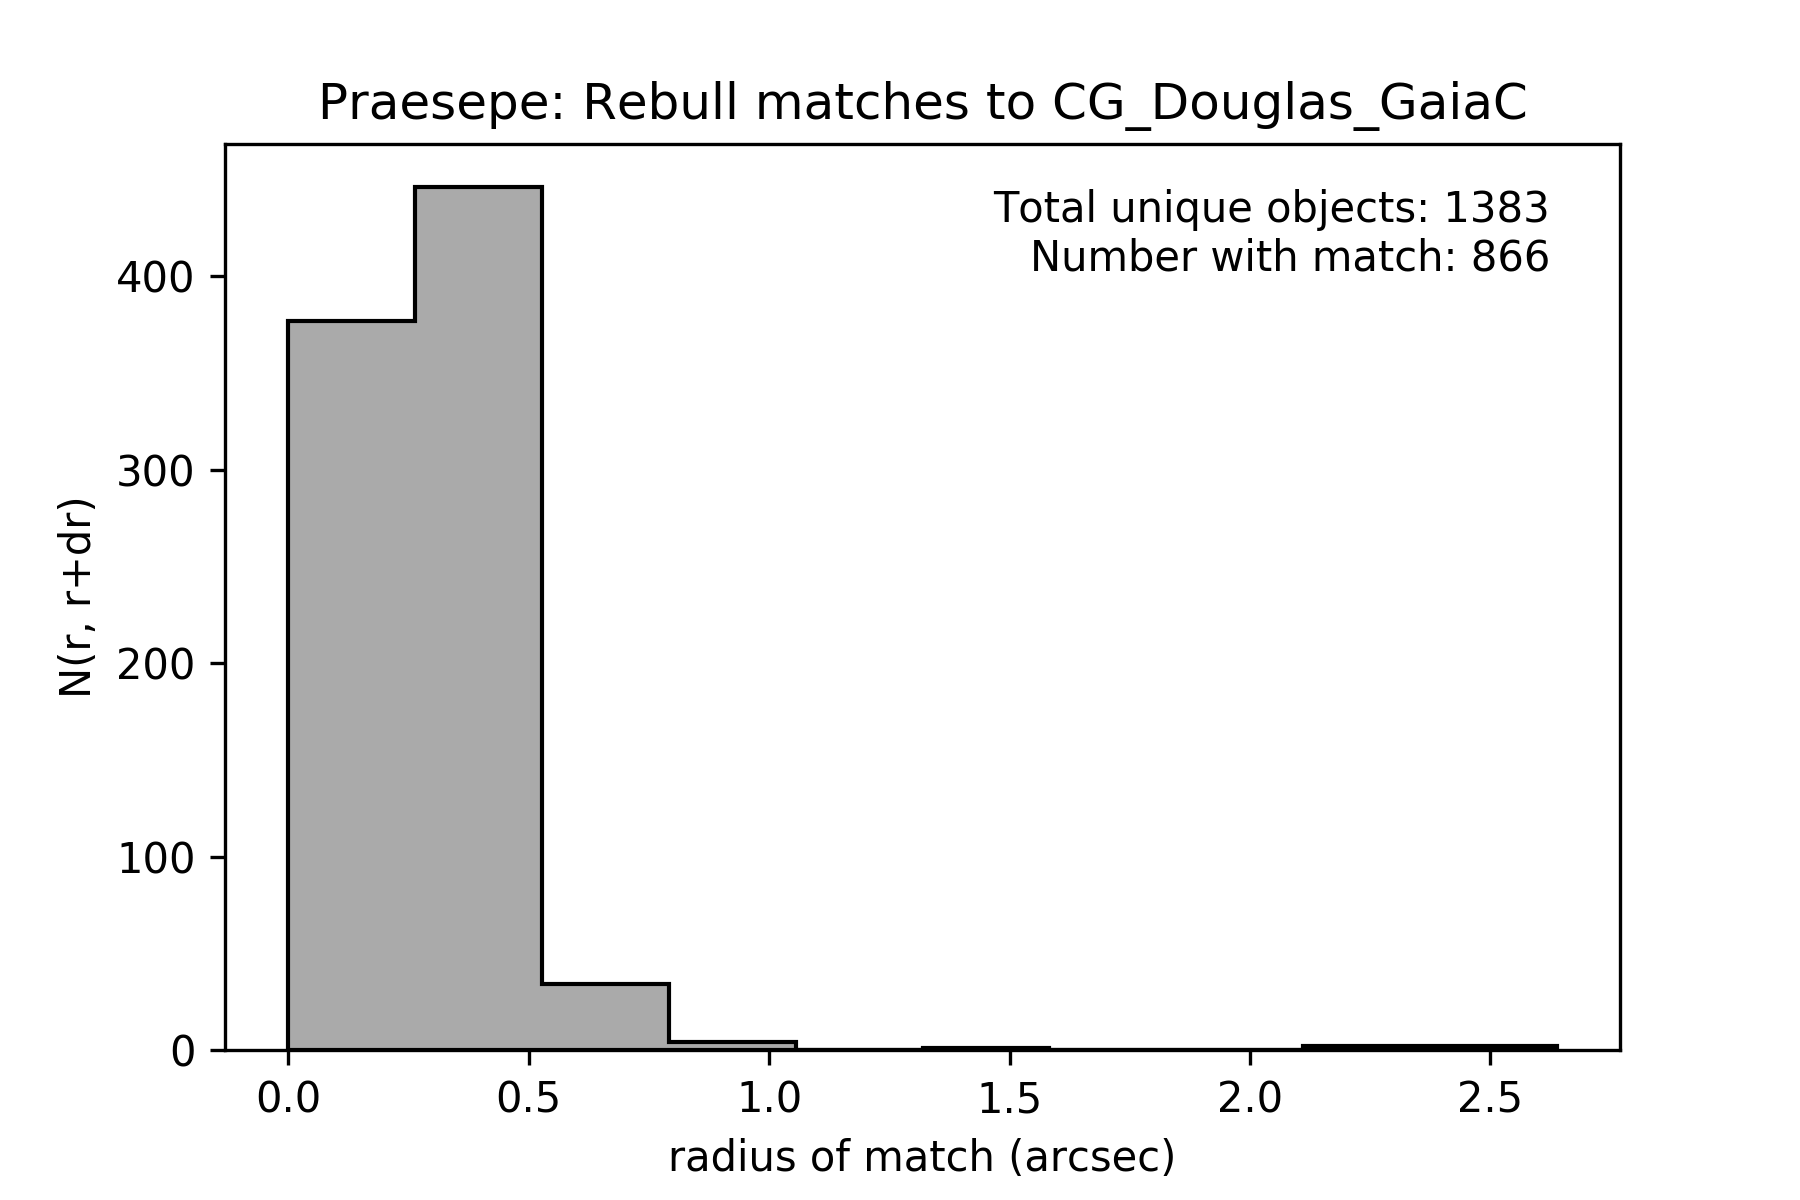 Praesepe: Rebull matches to CG_Douglas_GaiaC
Total unique objects: 1383
Number with match: 866
N(r, r+dr)
400
300
200
100
0
0.0 0.5 1.0 1.5 2.0 2.5
radius of match (arcsec)